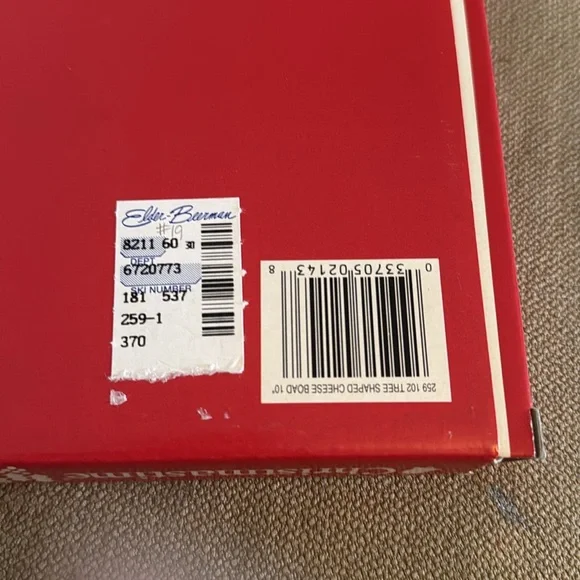 Elder-Beerman
#19
8211 60 30
DEPT
6720773
SKU NUMBER
181 537
259-1
370
0 33705 02143 8
259 102 TREE SHAPED CHEESE BOAD 10"
Christmastime